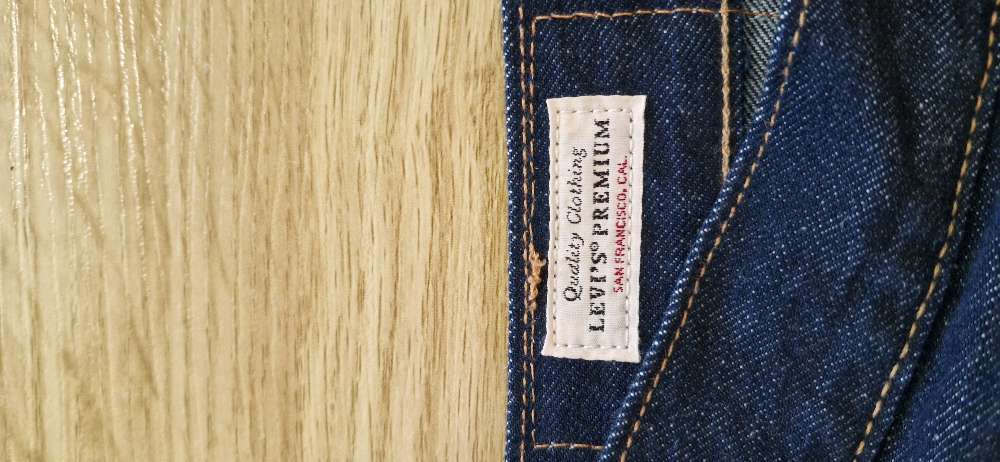 Quality Clothing
LEVI'S® PREMIUM
SAN FRANCISCO, CAL.